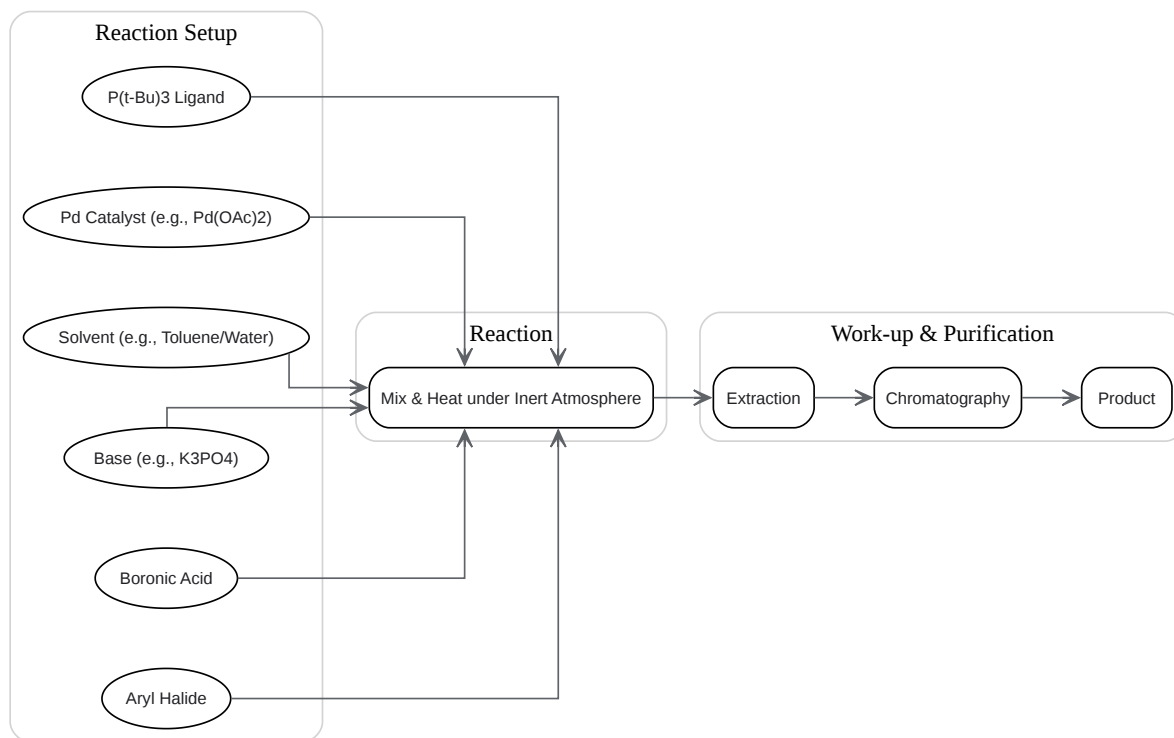 Reaction Setup
P(t-Bu)3 Ligand
Pd Catalyst (e.g., Pd(OAc)2)
Solvent (e.g., Toluene/Water)
Base (e.g., K3PO4)
Boronic Acid
Aryl Halide
Reaction
Mix & Heat under Inert Atmosphere
Work-up & Purification
Extraction
Chromatography
Product